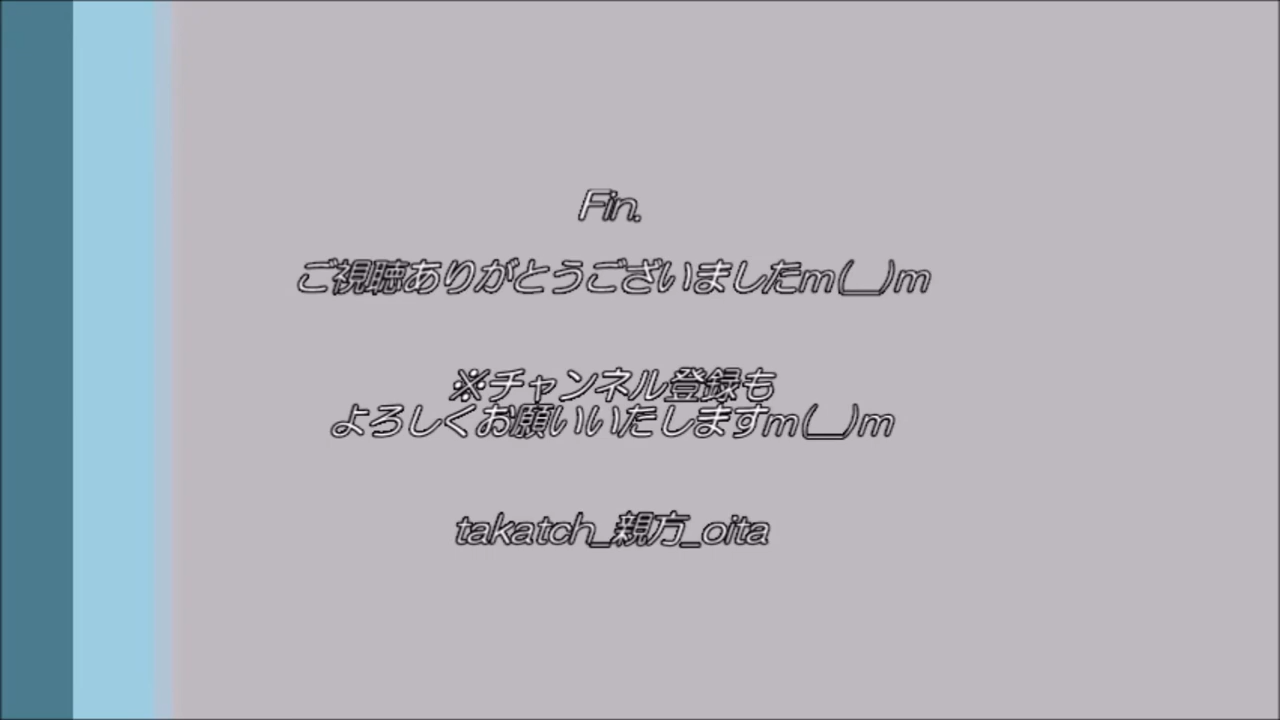 Fin.
ご視聴ありがとうございましたm(__)m
※チャンネル登録も
よろしくお願いいたしますm(__)m
takatch_親方_oita